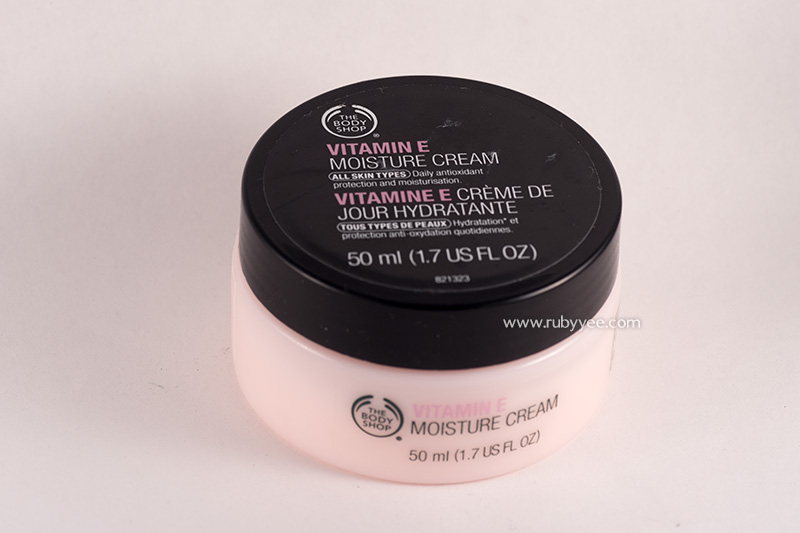 THE
BODY
SHOP®
VITAMIN E
MOISTURE CREAM
ALL SKIN TYPES Daily antioxidant
protection and moisturisation.
VITAMINE E CRÈME DE
JOUR HYDRATANTE
TOUS TYPES DE PEAUX Hydratation* et
protection anti-oxydation quotidiennes.
50 ml (1.7 US FL OZ)
821323
www.rubyyee.com
THE
BODY
SHOP®
VITAMIN E
MOISTURE CREAM
50 ml (1.7 US FL OZ)